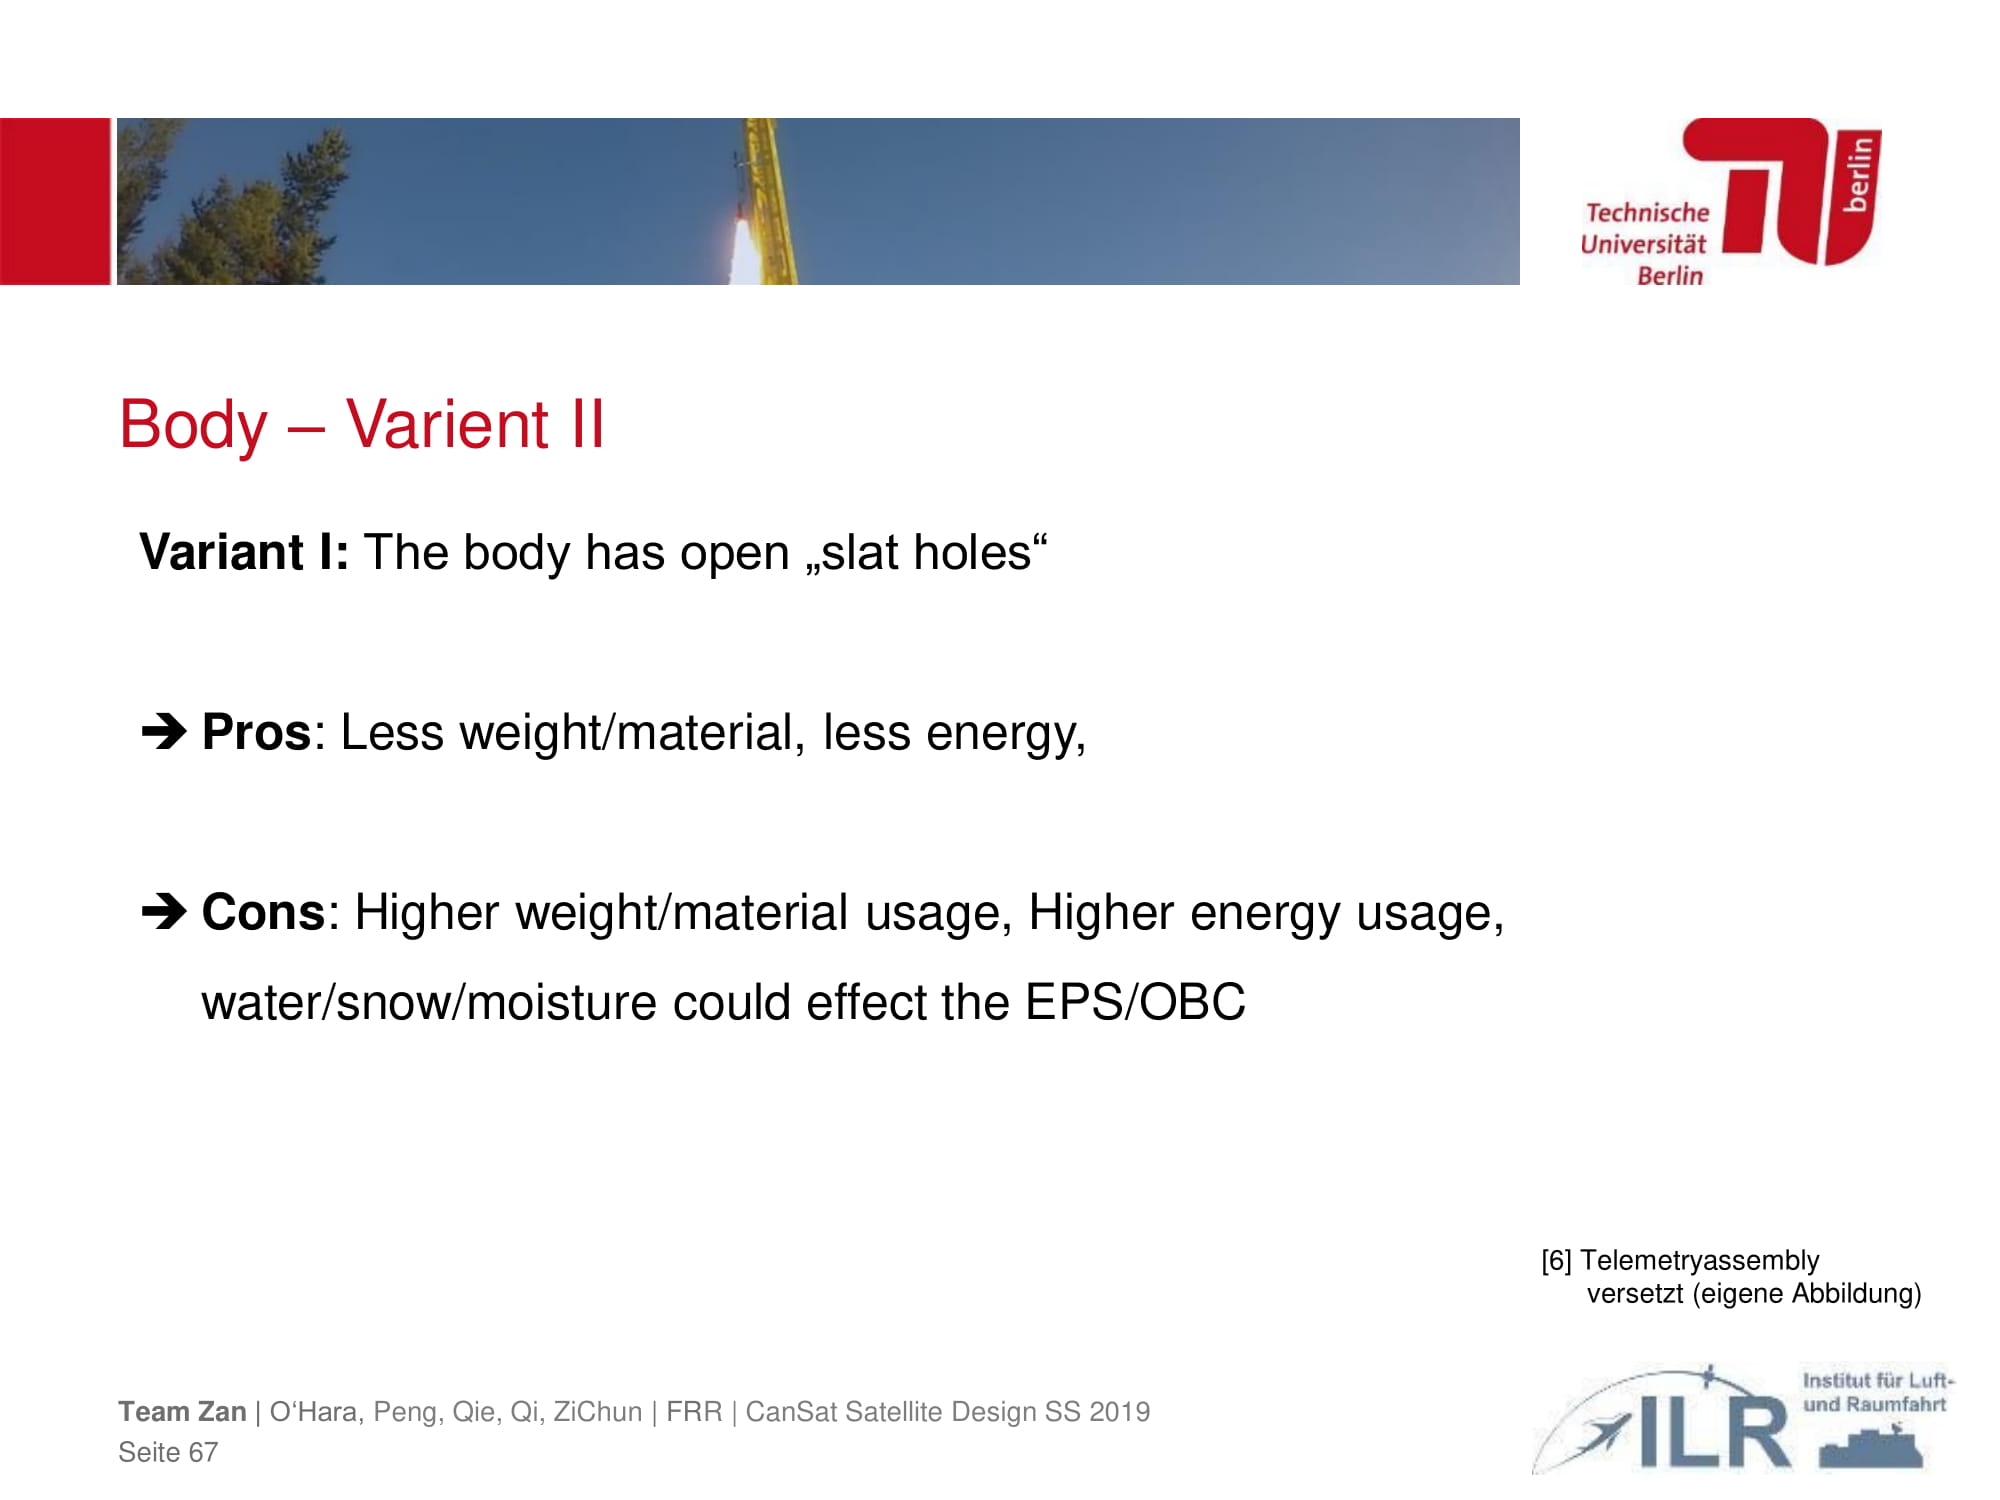 Technische
Universität
Berlin
berlin
Body – Varient II
Variant I: The body has open „slat holes“
➔ Pros: Less weight/material, less energy,
➔ Cons: Higher weight/material usage, Higher energy usage,
water/snow/moisture could effect the EPS/OBC
[6] Telemetryassembly
versetzt (eigene Abbildung)
Team Zan | O‘Hara, Peng, Qie, Qi, ZiChun | FRR | CanSat Satellite Design SS 2019
Seite 67
ILR
Institut für Luft-
und Raumfahrt